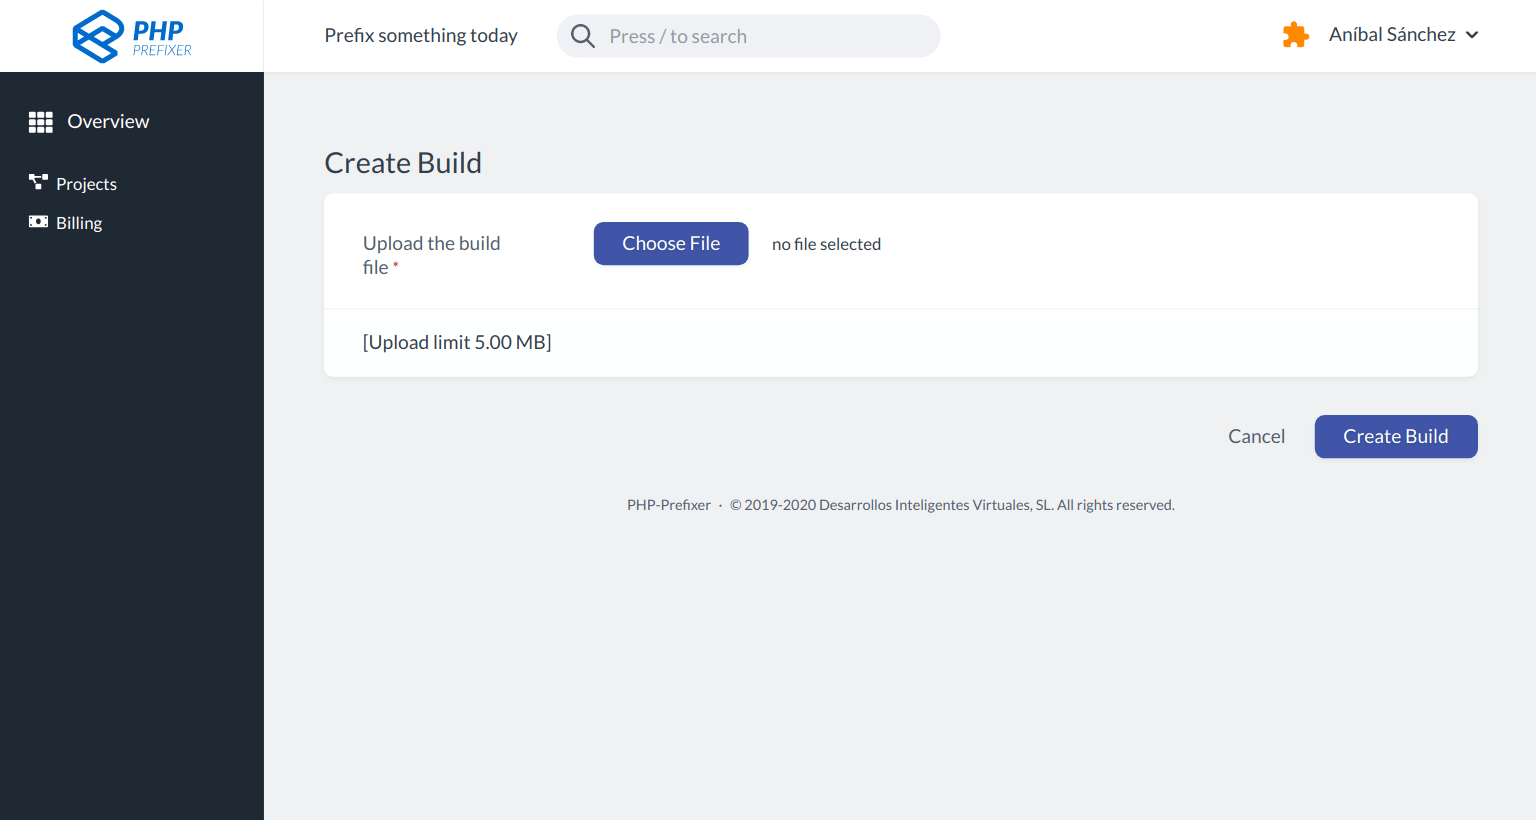 PHP
PREFIXER
Prefix something today
Press / to search
Aníbal Sánchez
Overview
Projects
Billing
Create Build
Upload the build
file *
Choose File
no file selected
[Upload limit 5.00 MB]
Cancel
Create Build
PHP-Prefixer · © 2019-2020 Desarrollos Inteligentes Virtuales, SL. All rights reserved.